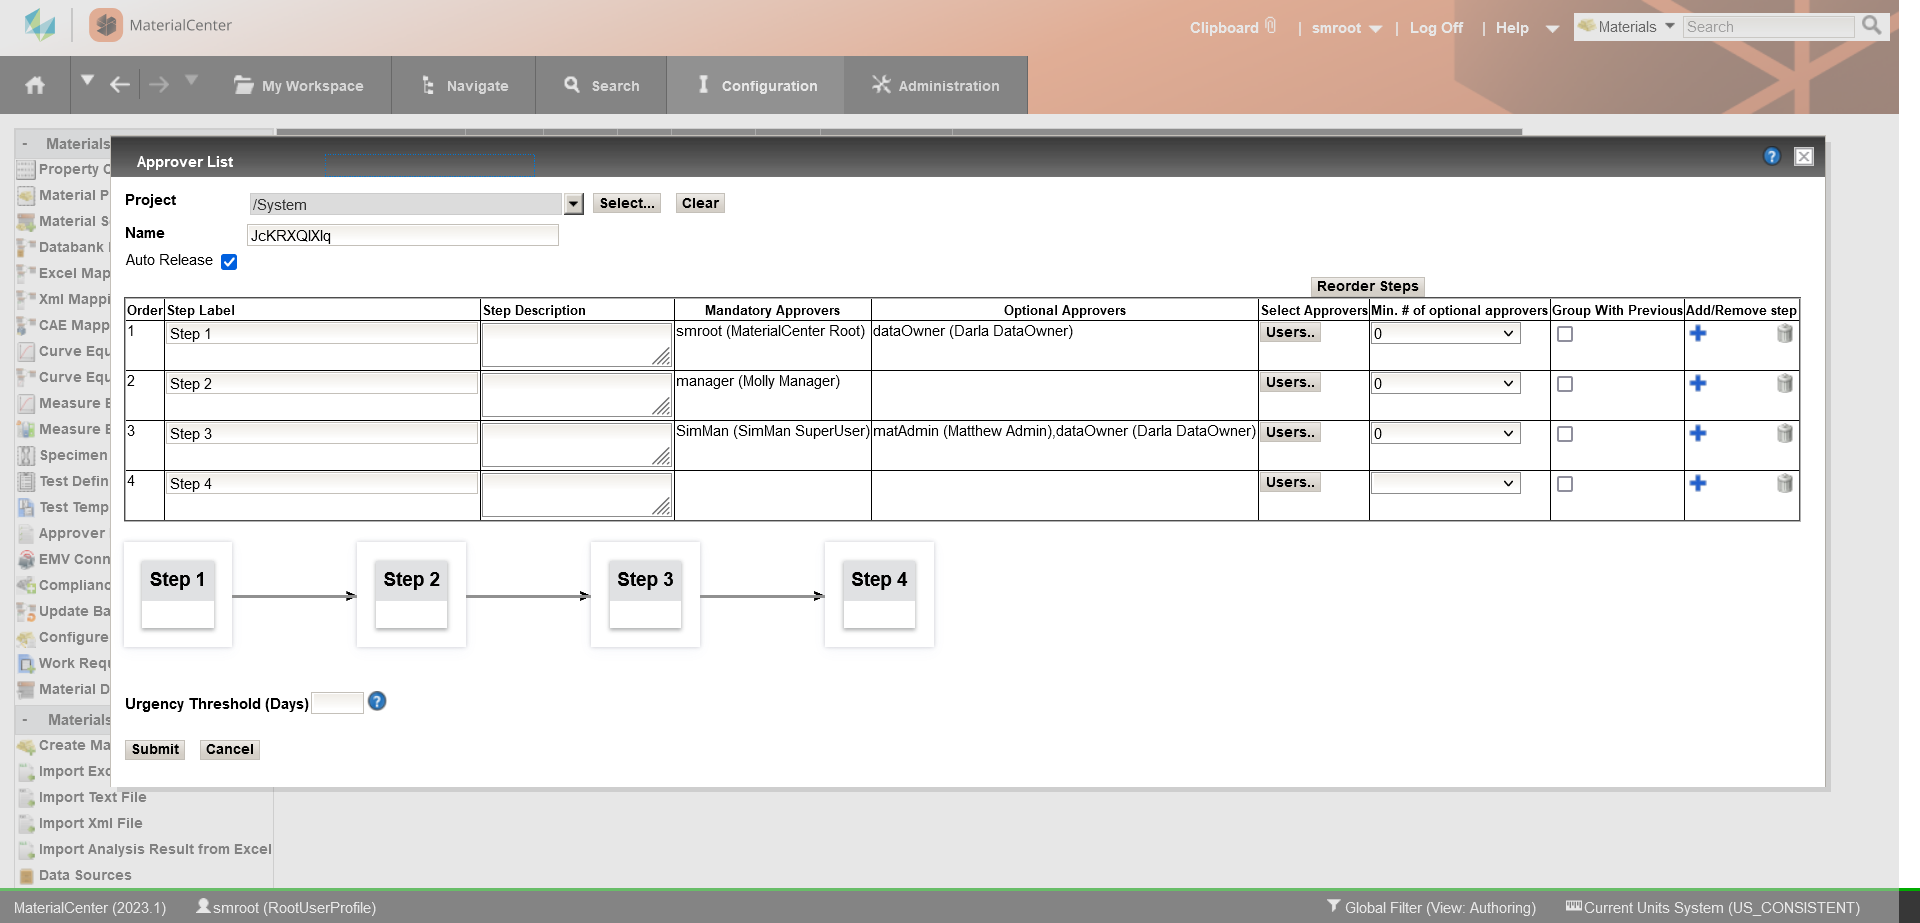 MaterialCenter
Clipboard | smroot | Log Off | Help
Materials Search
My Workspace Navigate Search Configuration Administration
- Materials
Property
Material
Material
Databank
Excel Map
Xml Mappi
CAE Mapp
Curve Equ
Curve Equ
Measure
Measure
Specimen
Test Defin
Test Temp
Approver
EMV Conn
Complianc
Update Ba
Configure
Work Requ
Material D
- Materials
Create Ma
Import Exc
Import Text File
Import Xml File
Import Analysis Result from Excel
Data Sources
Approver List
Project /System Select... Clear
Name JcKRXQIXIq
Auto Release
Reorder Steps
Order Step Label Step Description Mandatory Approvers Optional Approvers Select Approvers Min. # of optional approvers Group With Previous Add/Remove step
1 Step 1 smroot (MaterialCenter Root) dataOwner (Darla DataOwner) Users.. 0
2 Step 2 manager (Molly Manager) Users.. 0
3 Step 3 SimMan (SimMan SuperUser) matAdmin (Matthew Admin),dataOwner (Darla DataOwner) Users.. 0
4 Step 4 Users..
Step 1 Step 2 Step 3 Step 4
Urgency Threshold (Days)
Submit Cancel
MaterialCenter (2023.1) smroot (RootUserProfile) Global Filter (View: Authoring) Current Units System (US_CONSISTENT)